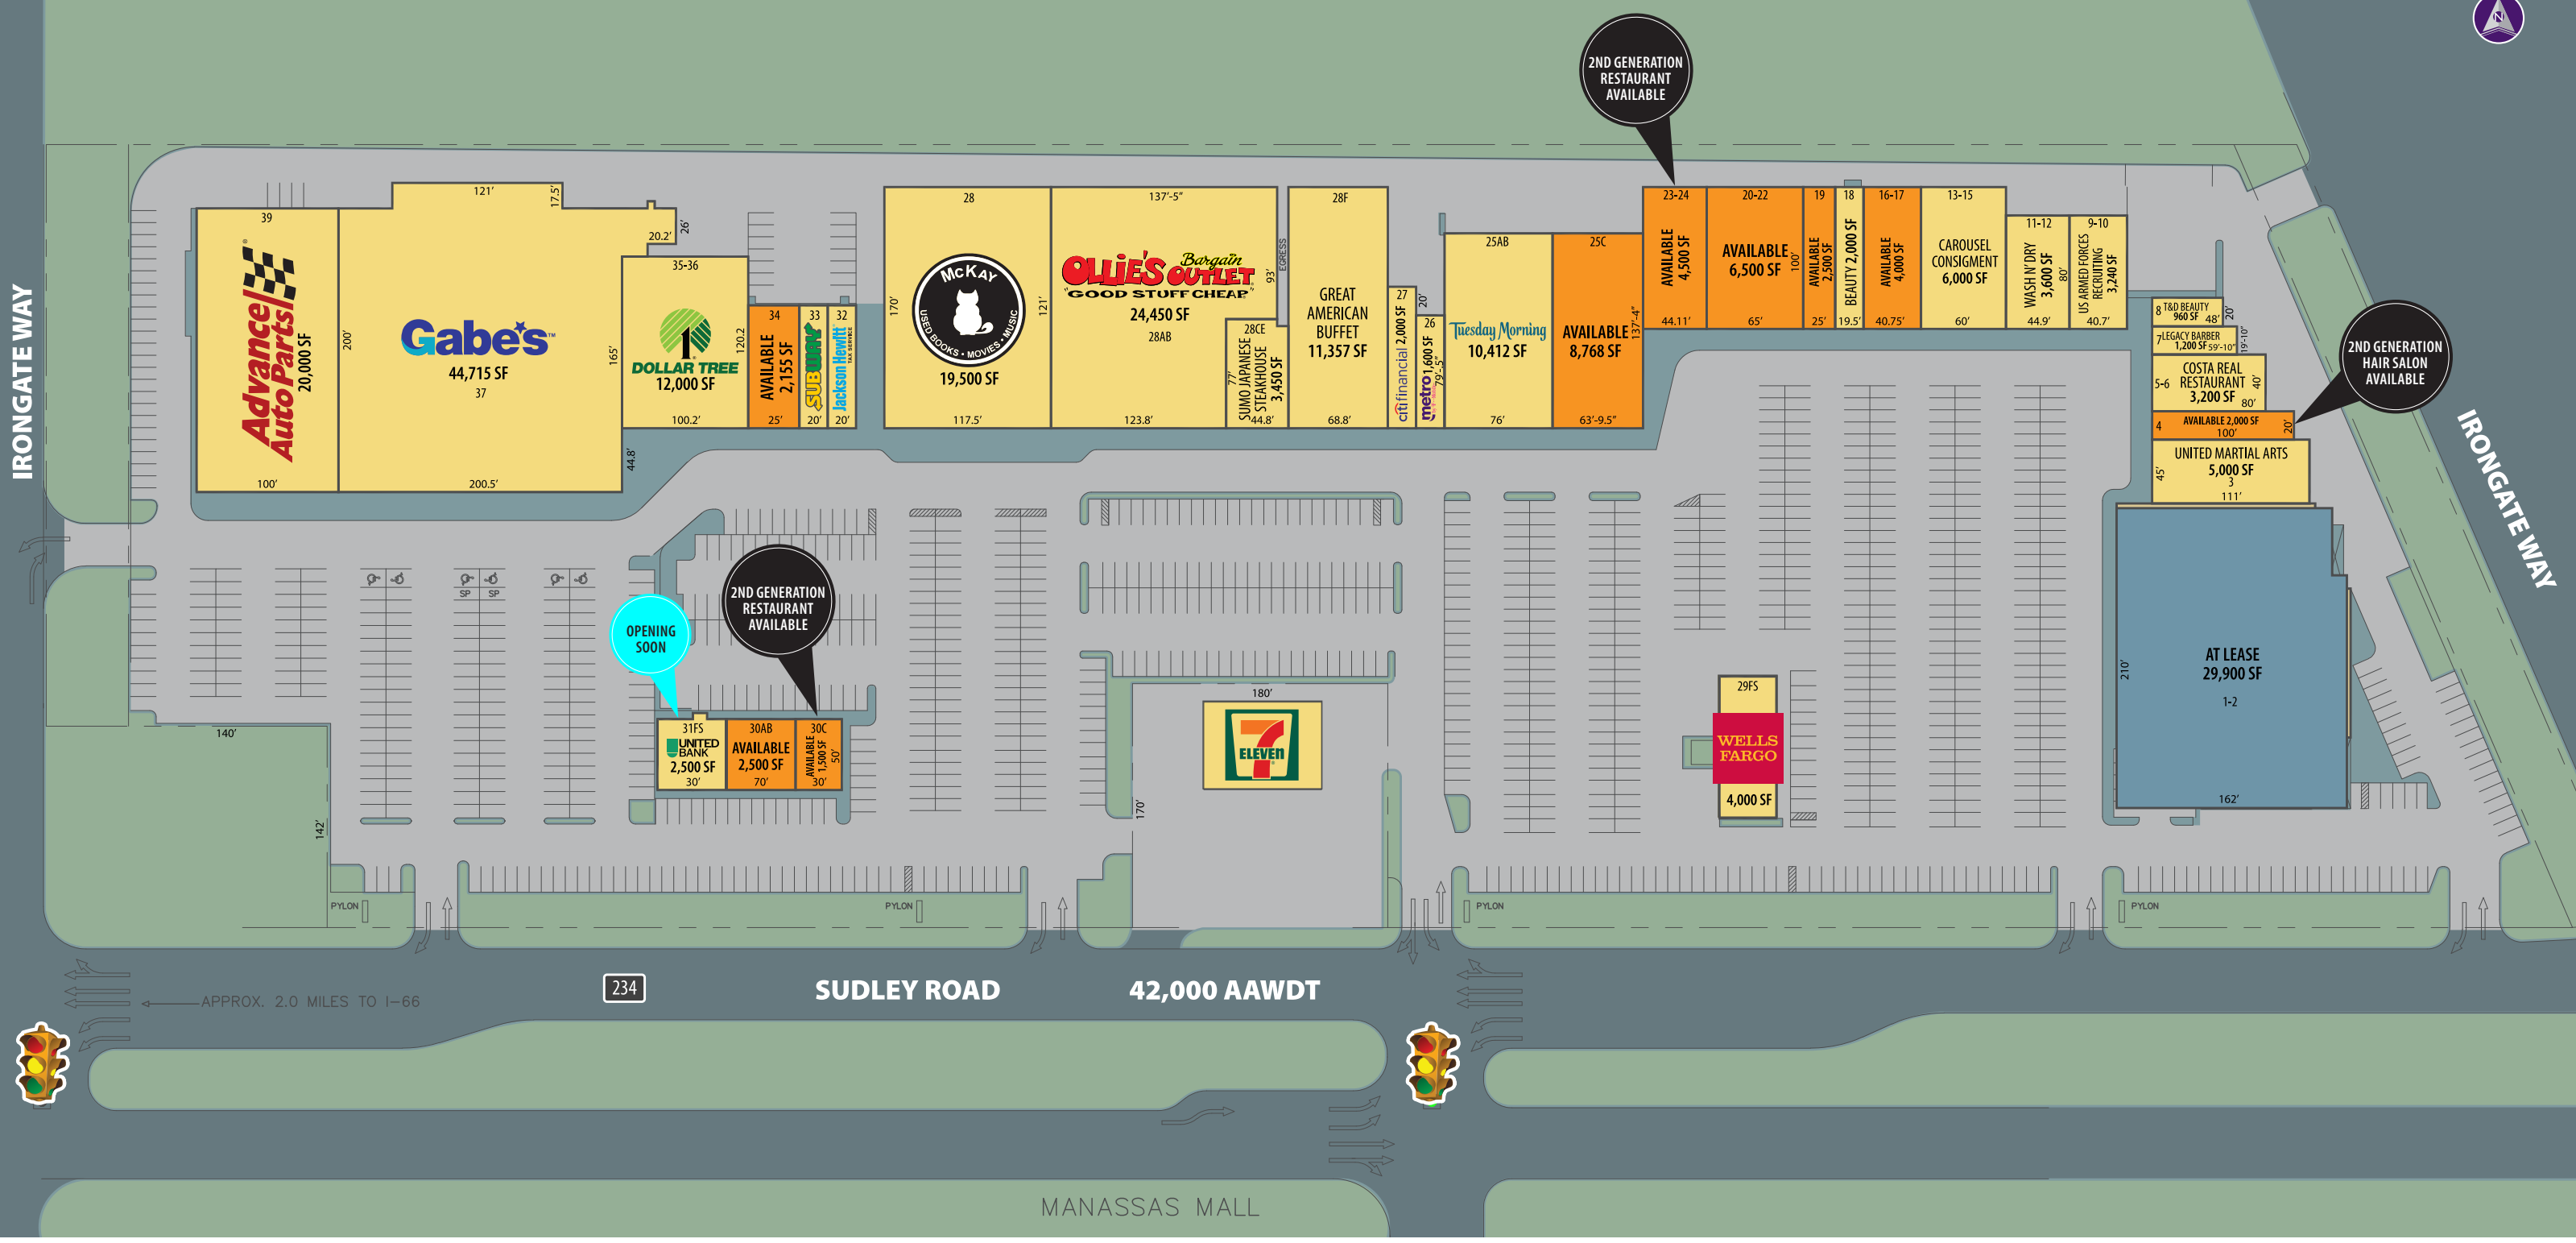 N
2ND GENERATION
RESTAURANT
AVAILABLE
IRONGATE WAY
39
Advance
Auto Parts
20,000 SF
100'
200'
121'
17.5'
20.2'
26'
Gabe's
44,715 SF
37
200.5'
165'
44.8'
35-36
DOLLAR TREE
12,000 SF
100.2'
120.2
34
AVAILABLE
2,155 SF
25'
33
SUBWAY
20'
32
Jackson Hewitt
TAX SERVICE
20'
28
170'
McKAY
USED BOOKS • MOVIES • MUSIC
19,500 SF
117.5'
121'
137'-5"
OLLIE'S Bargain
OUTLET
"GOOD STUFF CHEAP"
24,450 SF
28AB
123.8'
93'
EGRESS
28CE
77'
SUMO JAPANESE
STEAKHOUSE
3,450 SF
44.8'
28F
GREAT
AMERICAN
BUFFET
11,357 SF
68.8'
27
citifinancial 2,000 SF
20'
26
metro 1,600 SF
79'-5"
25AB
Tuesday Morning
10,412 SF
76'
25C
AVAILABLE
8,768 SF
63'-9.5"
137'-4"
23-24
AVAILABLE
4,500 SF
44.11'
20-22
AVAILABLE
6,500 SF
65'
100'
19
AVAILABLE
2,500 SF
25'
18
BEAUTY 2,000 SF
19.5'
16-17
AVAILABLE
4,000 SF
40.75'
13-15
CAROUSEL
CONSIGMENT
6,000 SF
60'
11-12
WASH N' DRY
3,600 SF
44.9'
80'
9-10
US ARMED FORCES
RECRUITING
3,240 SF
40.7'
8 T&D BEAUTY
960 SF 48'
20'
7 LEGACY BARBER
1,200 SF 59'-10"
19'-10"
5-6
COSTA REAL
RESTAURANT
3,200 SF
40'
80'
4
AVAILABLE 2,000 SF
100'
20'
2ND GENERATION
HAIR SALON
AVAILABLE
IRONGATE WAY
UNITED MARTIAL ARTS
5,000 SF
3
111'
45'
AT LEASE
29,900 SF
1-2
210'
162'
SP
SP
OPENING
SOON
2ND GENERATION
RESTAURANT
AVAILABLE
31FS
UNITED
BANK
2,500 SF
30'
30AB
AVAILABLE
2,500 SF
70'
30C
AVAILABLE
1,500 SF
50'
30'
180'
7
ELEVEN
170'
29FS
WELLS
FARGO
4,000 SF
140'
142'
PYLON
PYLON
PYLON
PYLON
APPROX. 2.0 MILES TO I-66
234
SUDLEY ROAD
42,000 AAWDT
MANASSAS MALL